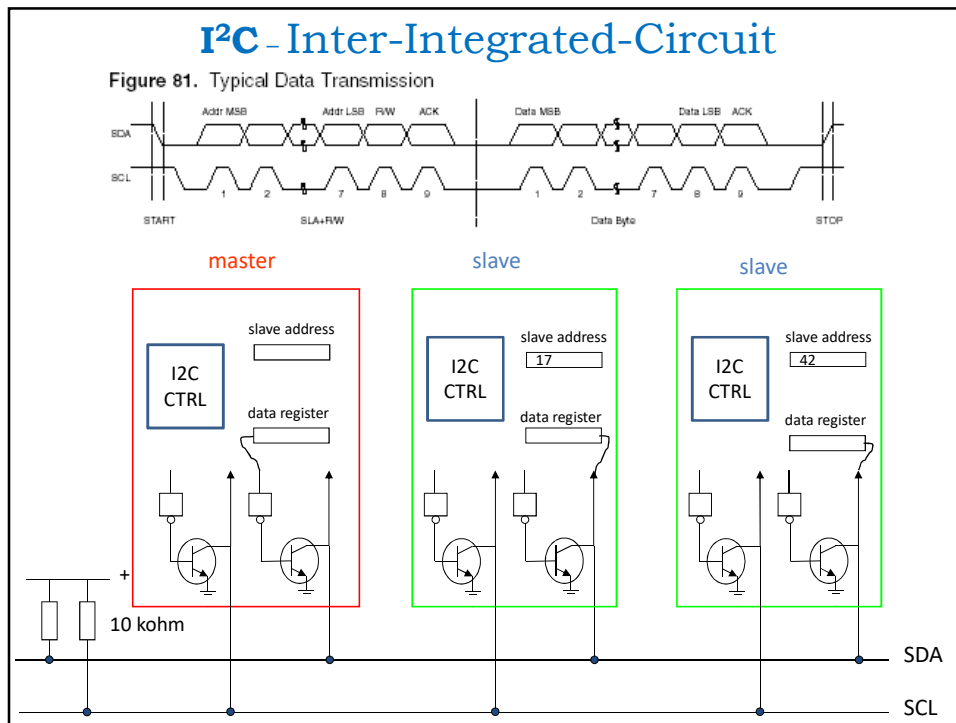 I²C – Inter-Integrated-Circuit
Figure 81. Typical Data Transmission
Addr MSB Addr LSB R/W ACK Data MSB Data LSB ACK
SDA
SCL
1 2 7 8 9 1 2 7 8 9
START SLA+R/W Data Byte STOP
master slave slave
slave address slave address slave address
17 42
I2C CTRL
I2C CTRL
I2C CTRL
data register data register data register
+
10 kohm
SDA
SCL